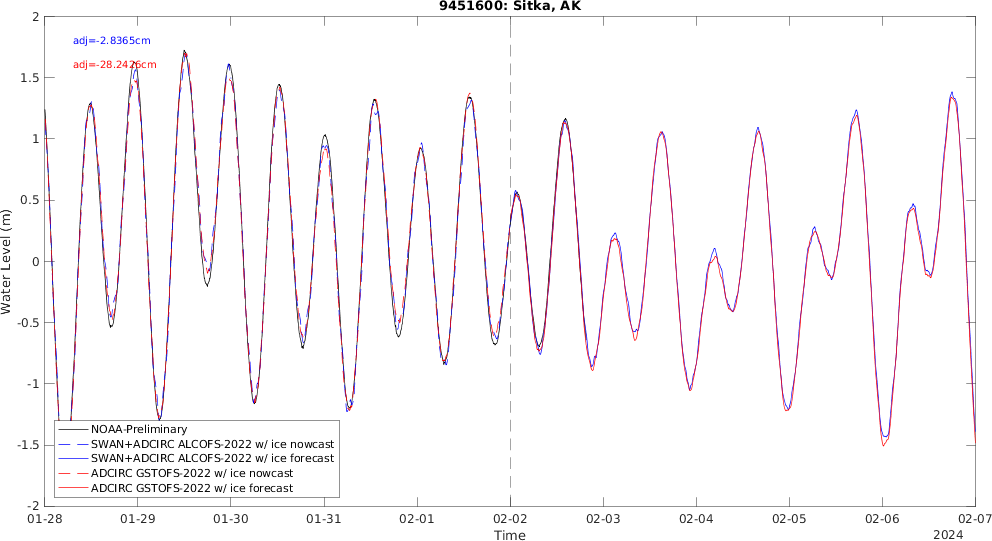 9451600: Sitka, AK
adj=-2.8365cm
adj=-28.2426cm
Water Level (m)
2
1.5
1
0.5
0
-0.5
-1
-1.5
-2
NOAA-Preliminary
SWAN+ADCIRC ALCOFS-2022 w/ ice nowcast
SWAN+ADCIRC ALCOFS-2022 w/ ice forecast
ADCIRC GSTOFS-2022 w/ ice nowcast
ADCIRC GSTOFS-2022 w/ ice forecast
01-28 01-29 01-30 01-31 02-01 02-02 02-03 02-04 02-05 02-06 02-07
Time
2024